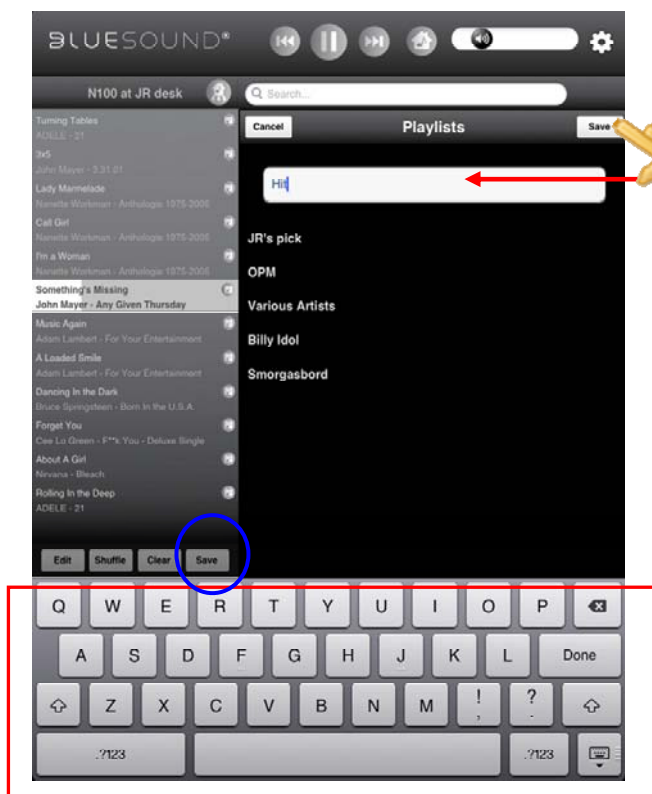 BLUESOUND®
N100 at JR desk
Search...
Turning Tables
ADELE - 21
3x5
John Mayer - 3.31.01
Lady Marmelade
Nanette Workman - Anthologie 1975-2005
Call Girl
Nanette Workman - Anthologie 1975-2005
I'm a Woman
Nanette Workman - Anthologie 1975-2005
Something's Missing
John Mayer - Any Given Thursday
Music Again
Adam Lambert - For Your Entertainment
A Loaded Smile
Adam Lambert - For Your Entertainment
Dancing In the Dark
Bruce Springsteen - Born in the U.S.A.
Forget You
Cee Lo Green - F**k You - Deluxe Single
About A Girl
Nirvana - Bleach
Rolling In the Deep
ADELE - 21
Edit Shuffle Clear Save
Cancel Playlists Save
Hit
JR's pick
OPM
Various Artists
Billy Idol
Smorgasbord
Q W E R T Y U I O P
A S D F G H J K L Done
Z X C V B N M ! , ? .
.?123 .?123